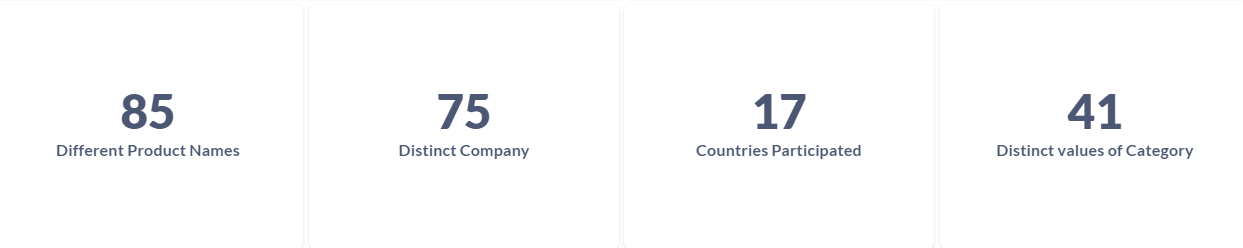 85
Different Product Names
75
Distinct Company
17
Countries Participated
41
Distinct values of Category